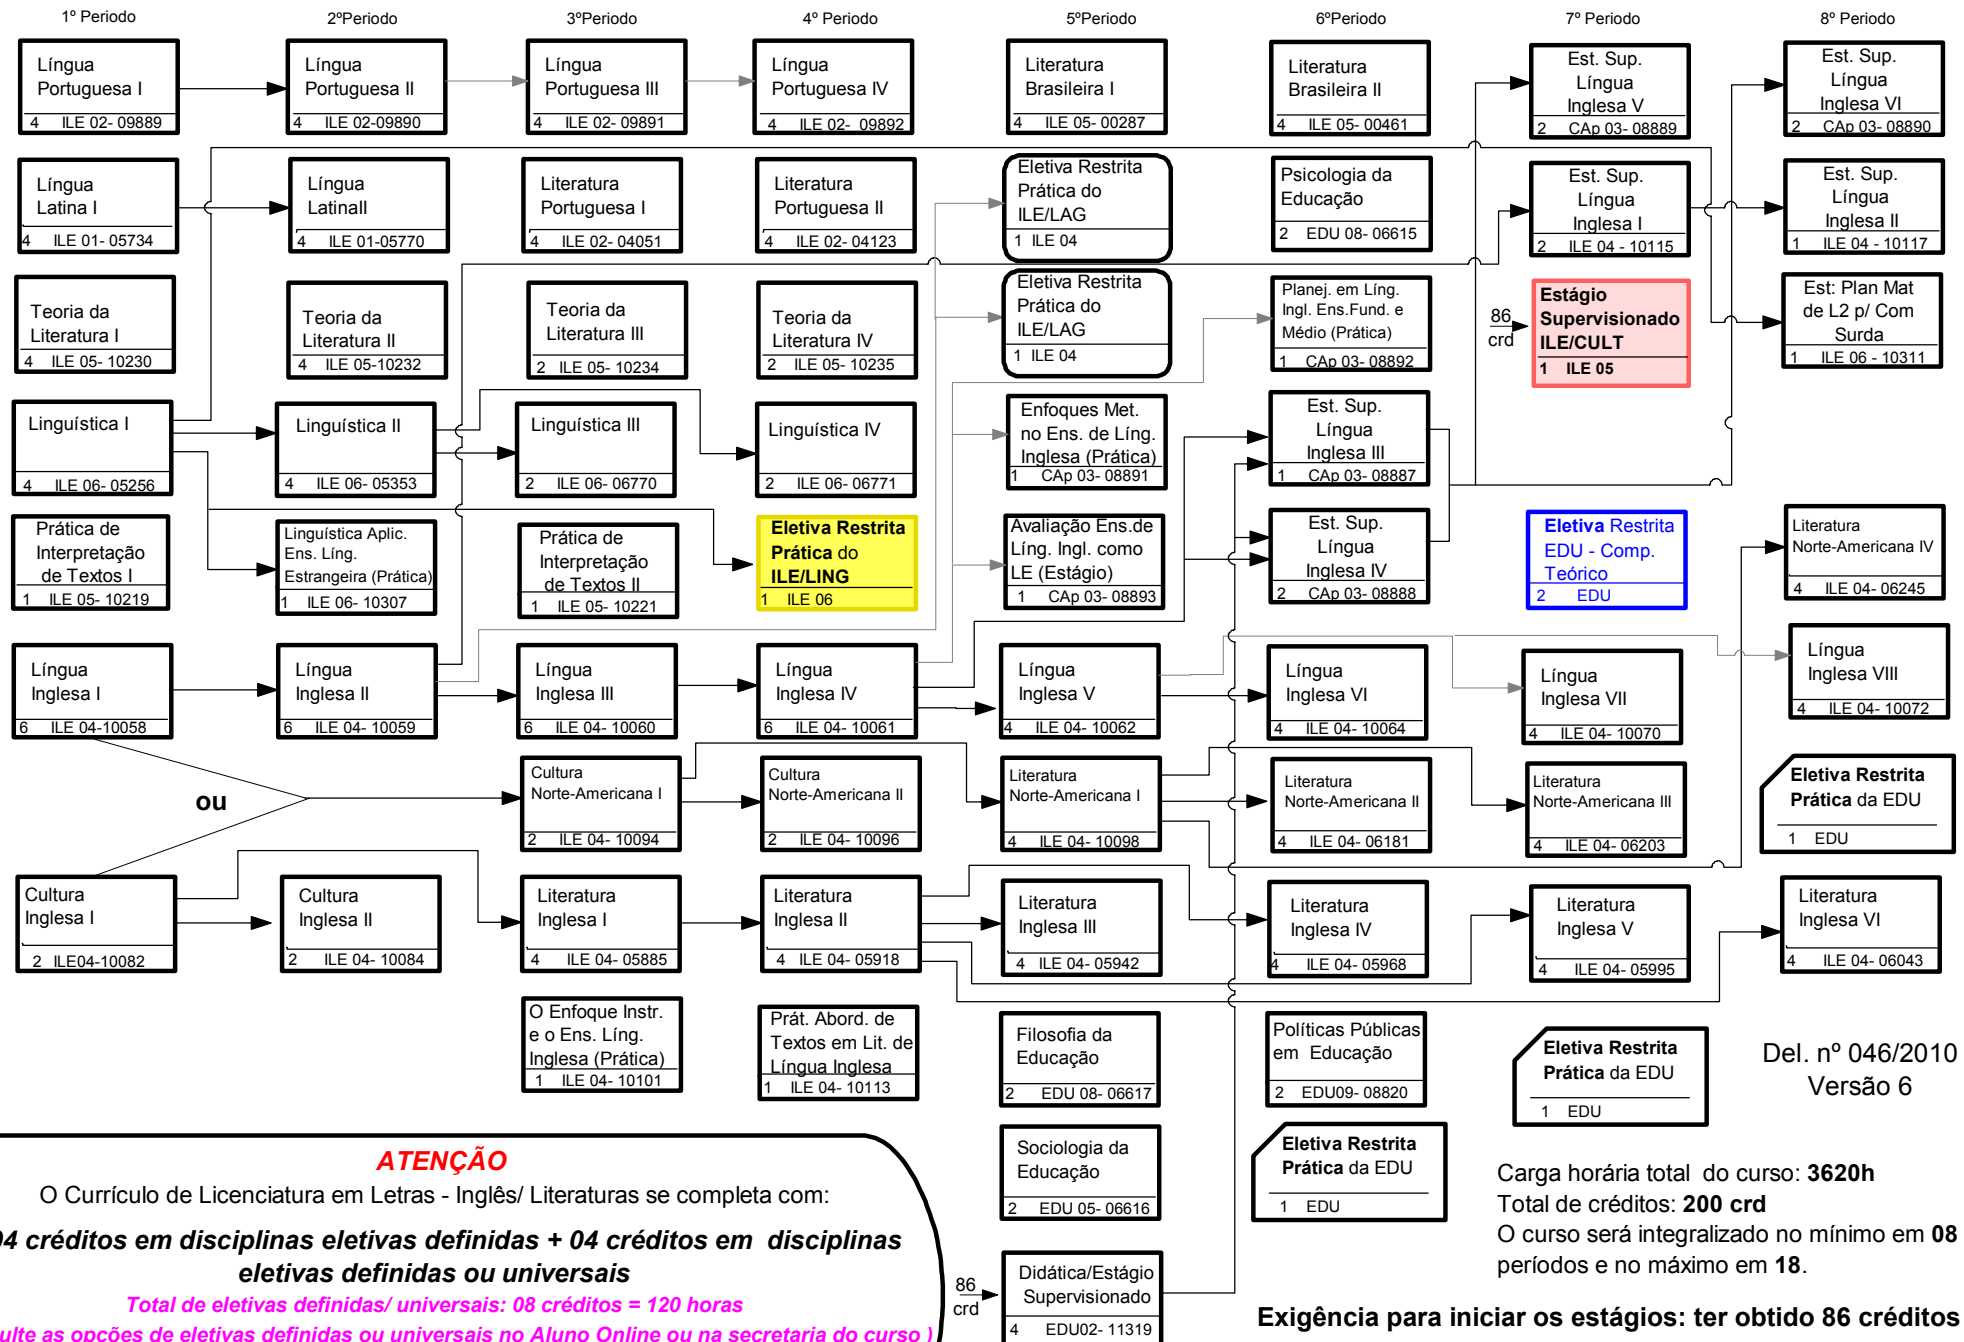 1º Periodo
2ºPeriodo
3ºPeriodo
4º Periodo
5ºPeriodo
6ºPeriodo
7º Periodo
8º Periodo
Língua
Portuguesa I
4 ILE 02- 09889
Língua
Portuguesa II
4 ILE 02-09890
Língua
Portuguesa III
4 ILE 02- 09891
Língua
Portuguesa IV
4 ILE 02- 09892
Literatura
Brasileira I
4 ILE 05- 00287
Literatura
Brasileira II
4 ILE 05- 00461
Est. Sup.
Língua
Inglesa V
2 CAp 03- 08889
Est. Sup.
Língua
Inglesa VI
2 CAp 03- 08890
Língua
Latina I
4 ILE 01- 05734
Língua
LatinaII
4 ILE 01-05770
Literatura
Portuguesa I
4 ILE 02- 04051
Literatura
Portuguesa II
4 ILE 02- 04123
Eletiva Restrita
Prática do
ILE/LAG
1 ILE 04
Psicologia da
Educação
2 EDU 08- 06615
Est. Sup.
Língua
Inglesa I
2 ILE 04 - 10115
Est. Sup.
Língua
Inglesa II
1 ILE 04 - 10117
Teoria da
Literatura I
4 ILE 05- 10230
Teoria da
Literatura II
4 ILE 05-10232
Teoria da
Literatura III
2 ILE 05- 10234
Teoria da
Literatura IV
2 ILE 05- 10235
Eletiva Restrita
Prática do
ILE/LAG
1 ILE 04
Planej. em Líng.
Ingl. Ens.Fund. e
Médio (Prática)
1 CAp 03- 08892
86
crd
Estágio
Supervisionado
ILE/CULT
1 ILE 05
Est: Plan Mat
de L2 p/ Com
Surda
1 ILE 06 - 10311
Linguística I
4 ILE 06- 05256
Linguística II
4 ILE 06- 05353
Linguística III
2 ILE 06- 06770
Linguística IV
2 ILE 06- 06771
Enfoques Met.
no Ens. de Líng.
Inglesa (Prática)
1 CAp 03- 08891
Est. Sup.
Língua
Inglesa III
1 CAp 03- 08887
Prática de
Interpretação
de Textos I
1 ILE 05- 10219
Linguística Aplic.
Ens. Líng.
Estrangeira (Prática)
1 ILE 06- 10307
Prática de
Interpretação
de Textos II
1 ILE 05- 10221
Eletiva Restrita
Prática do
ILE/LING
1 ILE 06
Avaliação Ens.de
Líng. Ingl. como
LE (Estágio)
1 CAp 03- 08893
Est. Sup.
Língua
Inglesa IV
2 CAp 03- 08888
Eletiva Restrita
EDU - Comp.
Teórico
2 EDU
Literatura
Norte-Americana IV
4 ILE 04- 06245
Língua
Inglesa I
6 ILE 04-10058
Língua
Inglesa II
6 ILE 04- 10059
Língua
Inglesa III
6 ILE 04- 10060
Língua
Inglesa IV
6 ILE 04- 10061
Língua
Inglesa V
4 ILE 04- 10062
Língua
Inglesa VI
4 ILE 04- 10064
Língua
Inglesa VII
4 ILE 04- 10070
Língua
Inglesa VIII
4 ILE 04- 10072
ou
Cultura
Norte-Americana I
2 ILE 04- 10094
Cultura
Norte-Americana II
2 ILE 04- 10096
Literatura
Norte-Americana I
4 ILE 04- 10098
Literatura
Norte-Americana II
4 ILE 04- 06181
Literatura
Norte-Americana III
4 ILE 04- 06203
Eletiva Restrita
Prática da EDU
1 EDU
Cultura
Inglesa I
2 ILE04-10082
Cultura
Inglesa II
2 ILE 04- 10084
Literatura
Inglesa I
4 ILE 04- 05885
Literatura
Inglesa II
4 ILE 04- 05918
Literatura
Inglesa III
4 ILE 04- 05942
Literatura
Inglesa IV
4 ILE 04- 05968
Literatura
Inglesa V
4 ILE 04- 05995
Literatura
Inglesa VI
4 ILE 04- 06043
O Enfoque Instr.
e o Ens. Líng.
Inglesa (Prática)
1 ILE 04- 10101
Prát. Abord. de
Textos em Lit. de
Língua Inglesa
1 ILE 04- 10113
Filosofia da
Educação
2 EDU 08- 06617
Políticas Públicas
em Educação
2 EDU09- 08820
Eletiva Restrita
Prática da EDU
1 EDU
Del. nº 046/2010
Versão 6
Sociologia da
Educação
2 EDU 05- 06616
Eletiva Restrita
Prática da EDU
1 EDU
86
crd
Didática/Estágio
Supervisionado
4 EDU02- 11319
ATENÇÃO
O Currículo de Licenciatura em Letras - Inglês/ Literaturas se completa com:
04 créditos em disciplinas eletivas definidas + 04 créditos em disciplinas
eletivas definidas ou universais
Total de eletivas definidas/ universais: 08 créditos = 120 horas
ulte as opções de eletivas definidas ou universais no Aluno Online ou na secretaria do curso )
Carga horária total do curso: 3620h
Total de créditos: 200 crd
O curso será integralizado no mínimo em 08
períodos e no máximo em 18.
Exigência para iniciar os estágios: ter obtido 86 créditos